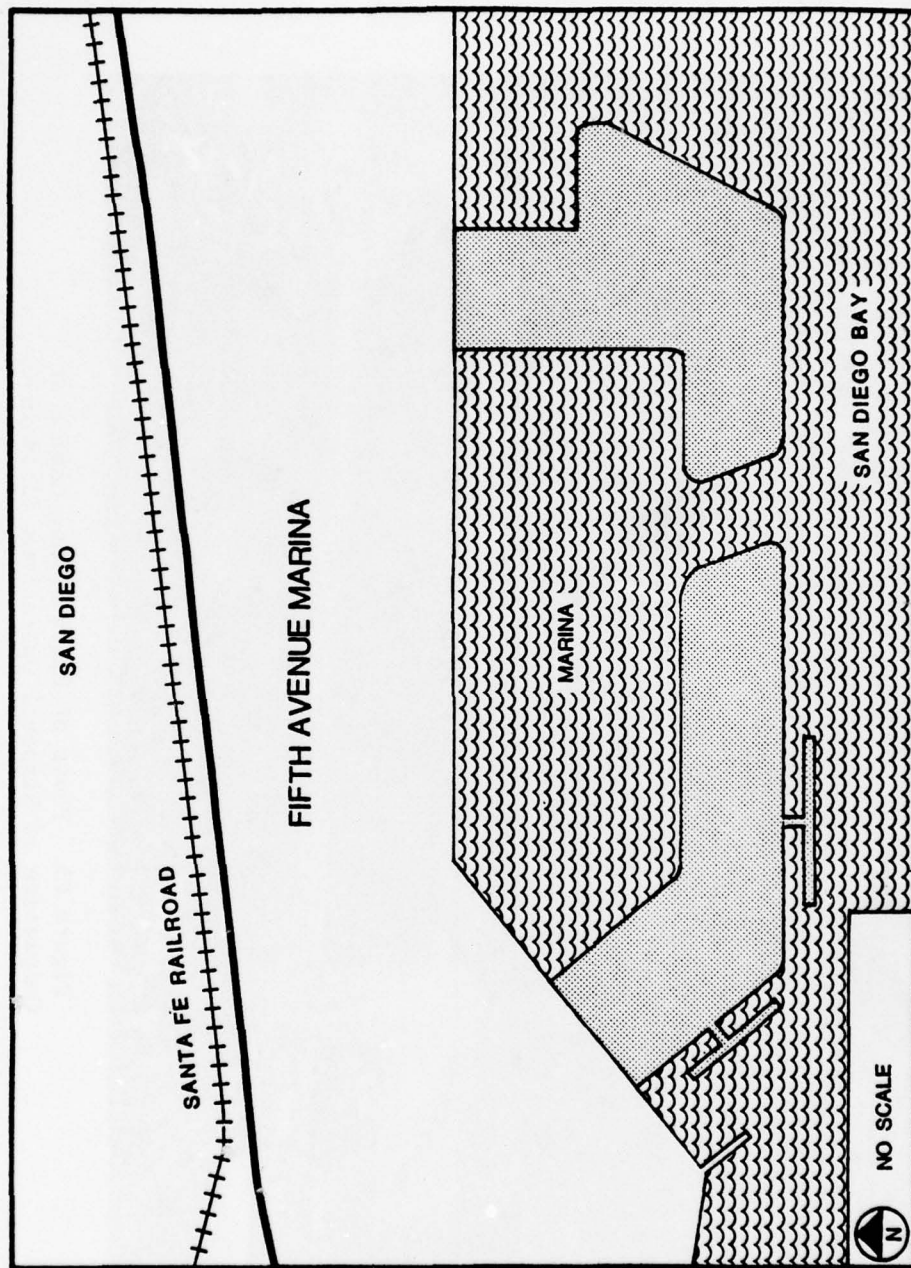 SAN DIEGO
SANTA FE RAILROAD
FIFTH AVENUE MARINA
MARINA
SAN DIEGO BAY
N
NO SCALE